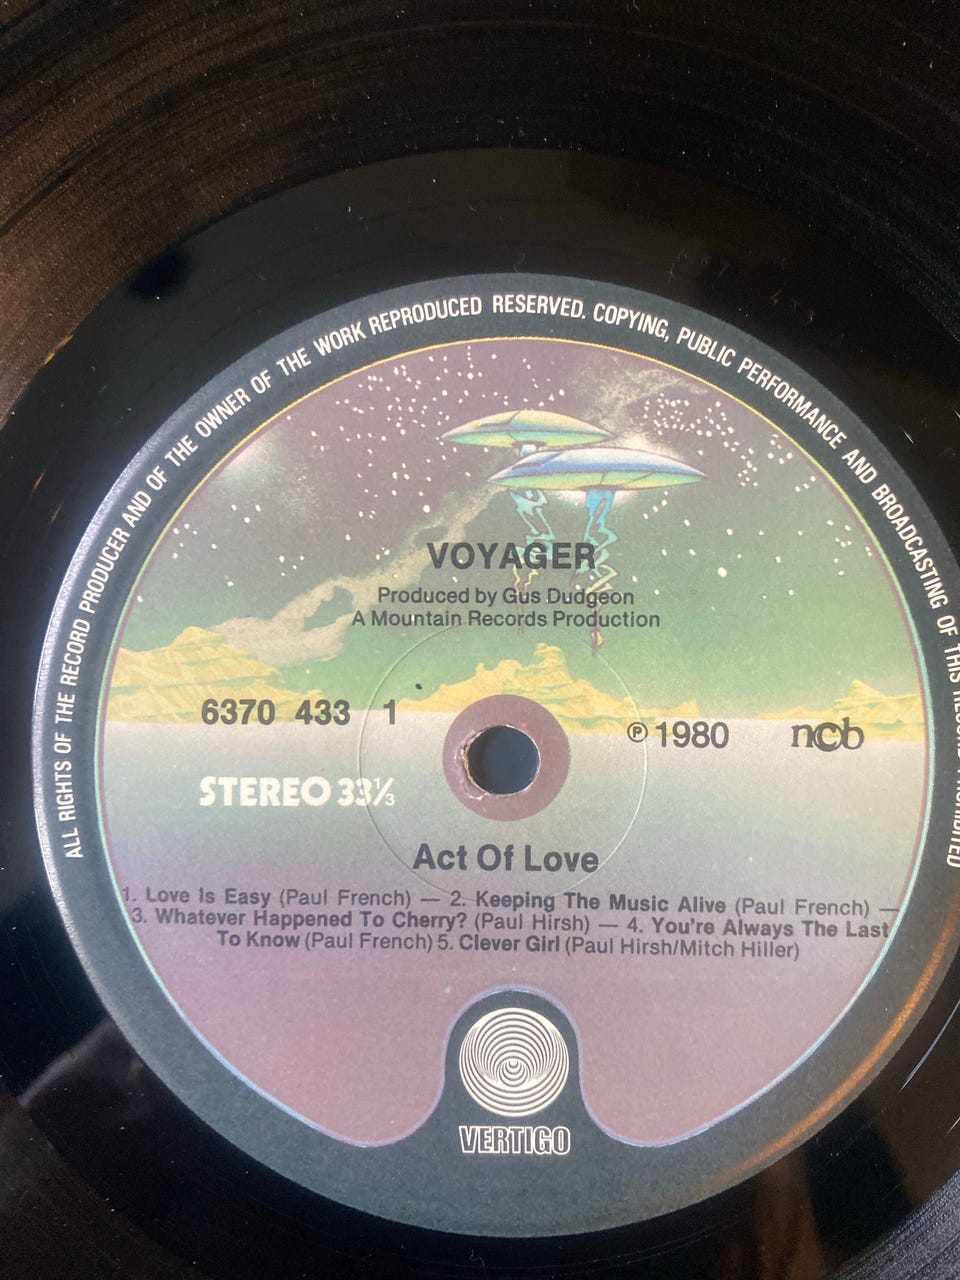 ALL RIGHTS OF THE RECORD PRODUCER AND OF THE OWNER OF THE WORK REPRODUCED RESERVED. COPYING, PUBLIC PERFORMANCE AND BROADCASTING OF THIS RECORD PROHIBITED
VOYAGER
Produced by Gus Dudgeon
A Mountain Records Production
6370 433 1
℗ 1980 ncb
STEREO 33⅓
Act Of Love
1. Love Is Easy (Paul French) — 2. Keeping The Music Alive (Paul French) —
3. Whatever Happened To Cherry? (Paul Hirsh) — 4. You're Always The Last
To Know (Paul French) 5. Clever Girl (Paul Hirsh/Mitch Hiller)
VERTIGO